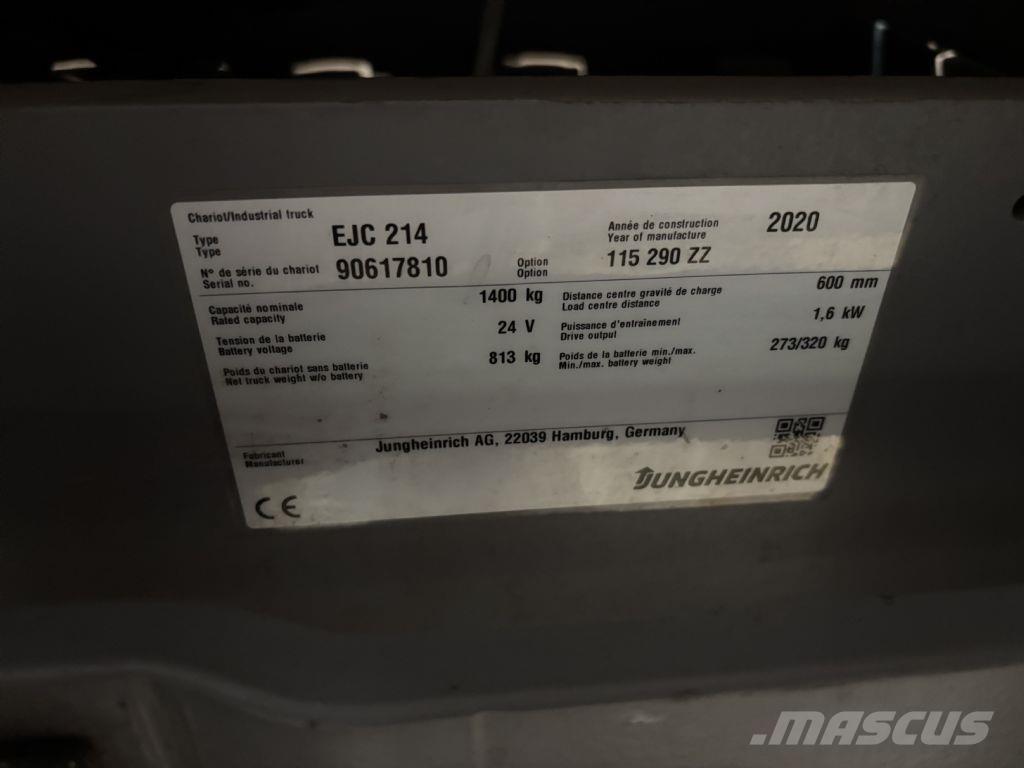 Chariot/Industrial truck
Type
Type
EJC 214
Année de construction
Year of manufacture
2020
N° de série du chariot
Serial no.
90617810
Option
Option
115 290 ZZ
Capacité nominale
Rated capacity
1400 kg
Distance centre gravité de charge
Load centre distance
600 mm
Tension de la batterie
Battery voltage
24 V
Puissance d'entraînement
Drive output
1,6 kW
Poids du chariot sans batterie
Net truck weight w/o battery
813 kg
Poids de la batterie min./max.
Min./max. battery weight
273/320 kg
Fabricant
Manufacturer
Jungheinrich AG, 22039 Hamburg, Germany
JUNGHEINRICH
CE
MASCUS